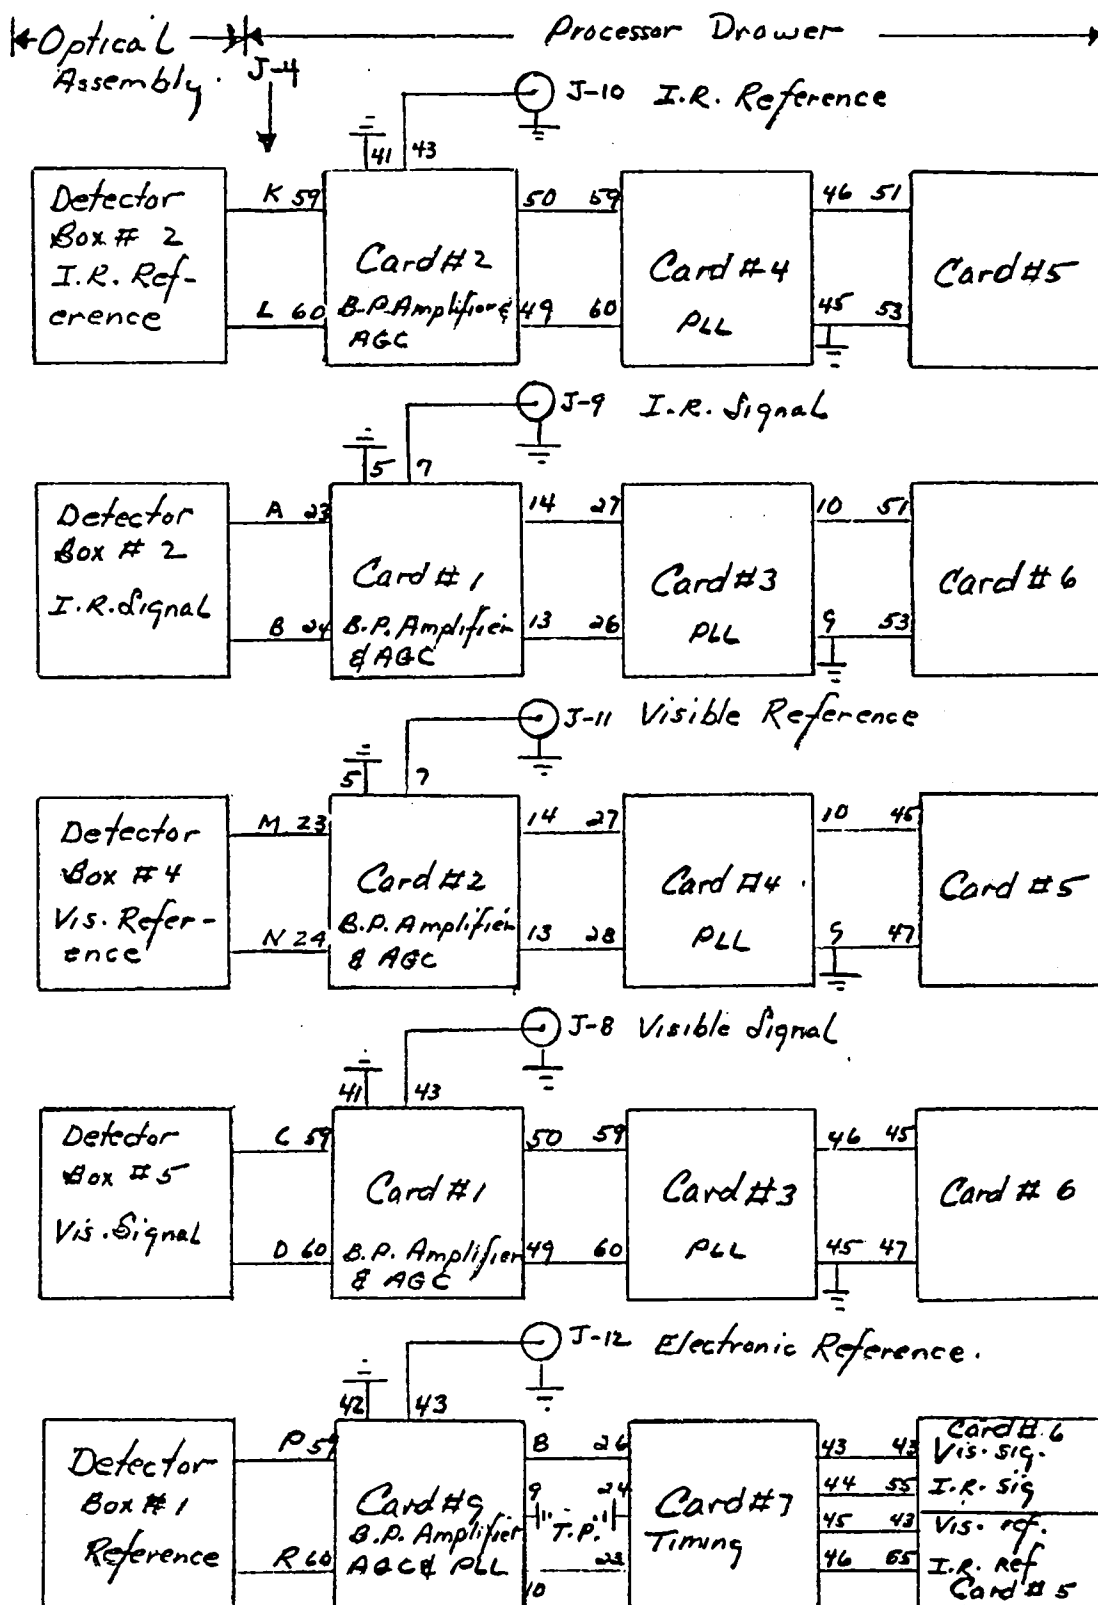 Optical Assembly.
Processor Drawer
J-4
J-10 I.R. Reference
41 43
Detector
Box # 2
I.R. Ref-
erence
K 59
L 60
Card #2
B.P. Amplifier &
AGC
50 59
49 60
Card #4
PLL
46 51
45 53
Card #5
J-9 I.R. Signal
5 7
Detector
Box # 2
I.R. Signal
A 23
B 24
Card #1
B.P. Amplifier
& AGC
14 27
13 26
Card #3
PLL
10 51
9 53
Card #6
J-11 Visible Reference
5 7
Detector
Box #4
Vis. Refer-
ence
M 23
N 24
Card #2
B.P. Amplifier
& AGC
14 27
13 28
Card #4
PLL
10 45
9 47
Card #5
J-8 Visible Signal
41 43
Detector
Box #5
Vis. Signal
C 59
D 60
Card #1
B.P. Amplifier
& AGC
50 59
49 60
Card #3
PLL
46 45
45 47
Card #6
J-12 Electronic Reference.
42 43
Detector
Box #1
Reference
P 59
R 60
Card #9
B.P. Amplifier
AGC & PLL
B 26
9 24
T.P.
10 23
Card #7
Timing
43 43
44 55
45 43
46 55
Card #6
Vis. sig.
I.R. sig
Vis. ref.
I.R. ref
Card #5